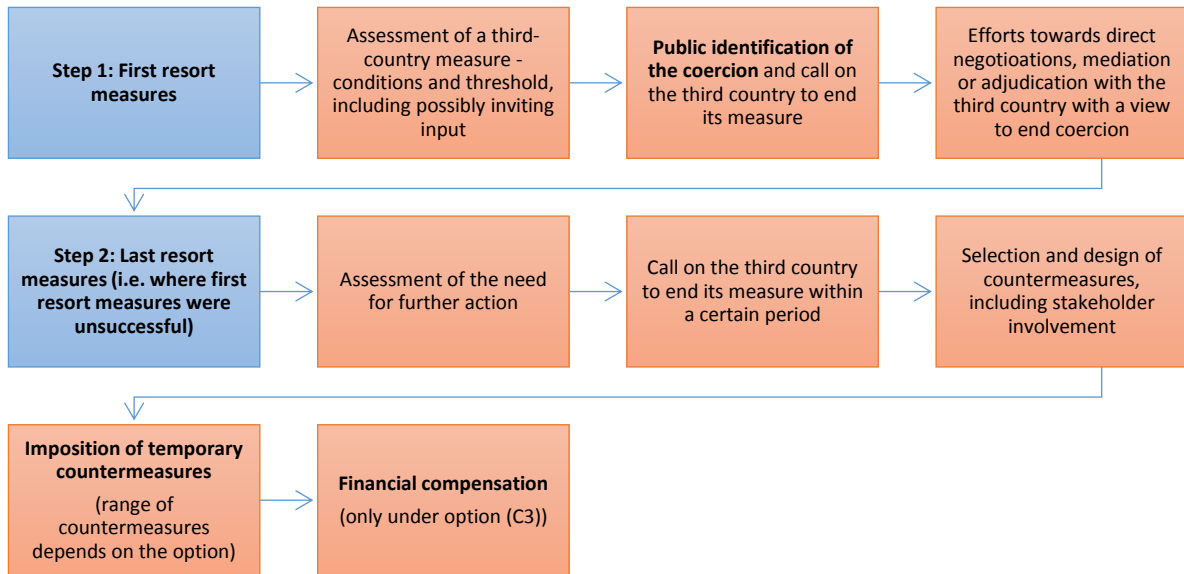 Step 1: First resort
measures
Assessment of a third-
country measure -
conditions and threshold,
including possibly inviting
input
Public identification of
the coercion and call on
the third country to end
its measure
Efforts towards direct
negotioations, mediation
or adjudication with the
third country with a view
to end coercion
Step 2: Last resort
measures (i.e. where first
resort measures were
unsuccessful)
Assessment of the need
for further action
Call on the third country
to end its measure within
a certain period
Selection and design of
countermeasures,
including stakeholder
involvement
Imposition of temporary
countermeasures
(range of
countermeasures
depends on the option)
Financial compensation
(only under option (C3))